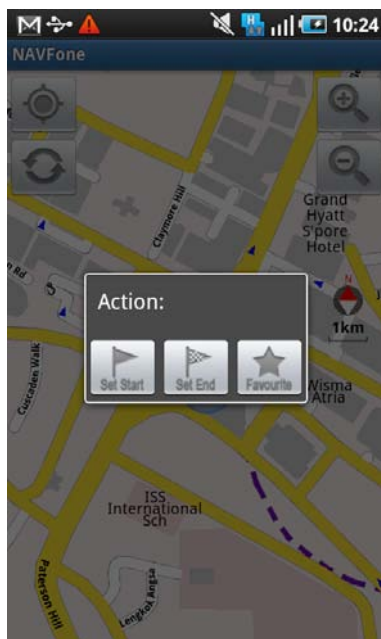 10:24
NAVFone
Claymore Hill
Grand
Hyatt
S'pore
Hotel
N
1km
Action:
Set Start
Set End
Favourite
Cuscaden Walk
Wisma
Atria
ISS
International
Sch
Paterson Hill
Lengkok Angsa